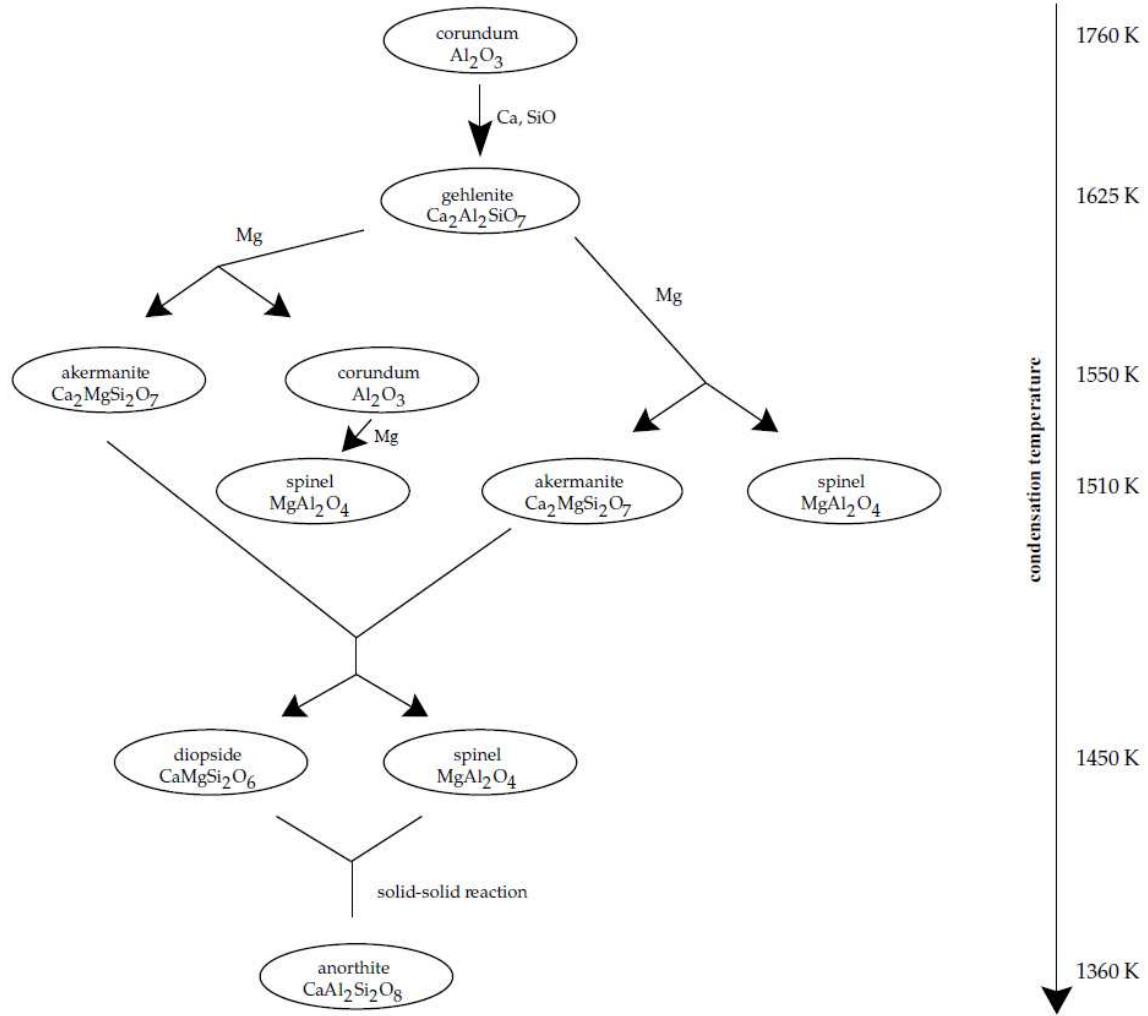 corundum
Al2O3
1760 K
Ca, SiO
gehlenite
Ca2Al2SiO7
1625 K
Mg
Mg
akermanite
Ca2MgSi2O7
corundum
Al2O3
1550 K
Mg
spinel
MgAl2O4
akermanite
Ca2MgSi2O7
spinel
MgAl2O4
1510 K
condensation temperature
diopside
CaMgSi2O6
spinel
MgAl2O4
1450 K
solid-solid reaction
anorthite
CaAl2Si2O8
1360 K